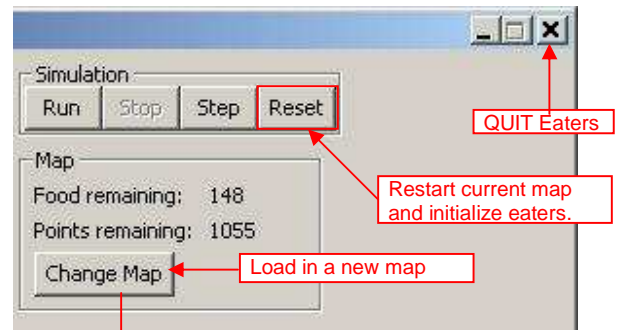 Simulation
Run Stop Step Reset
QUIT Eaters
Map
Food remaining: 148
Restart current map
and initialize eaters.
Points remaining: 1055
Change Map
Load in a new map